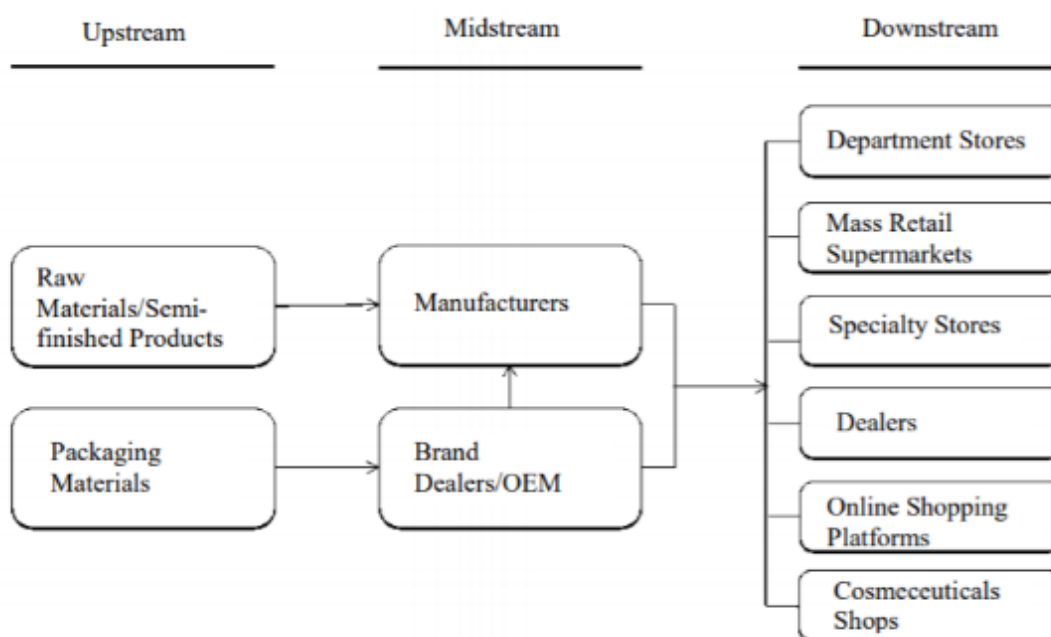 Upstream
Midstream
Downstream
Department Stores
Mass Retail
Supermarkets
Raw
Materials/Semi-
finished Products
Manufacturers
Specialty Stores
Packaging
Materials
Brand
Dealers/OEM
Dealers
Online Shopping
Platforms
Cosmeceuticals
Shops